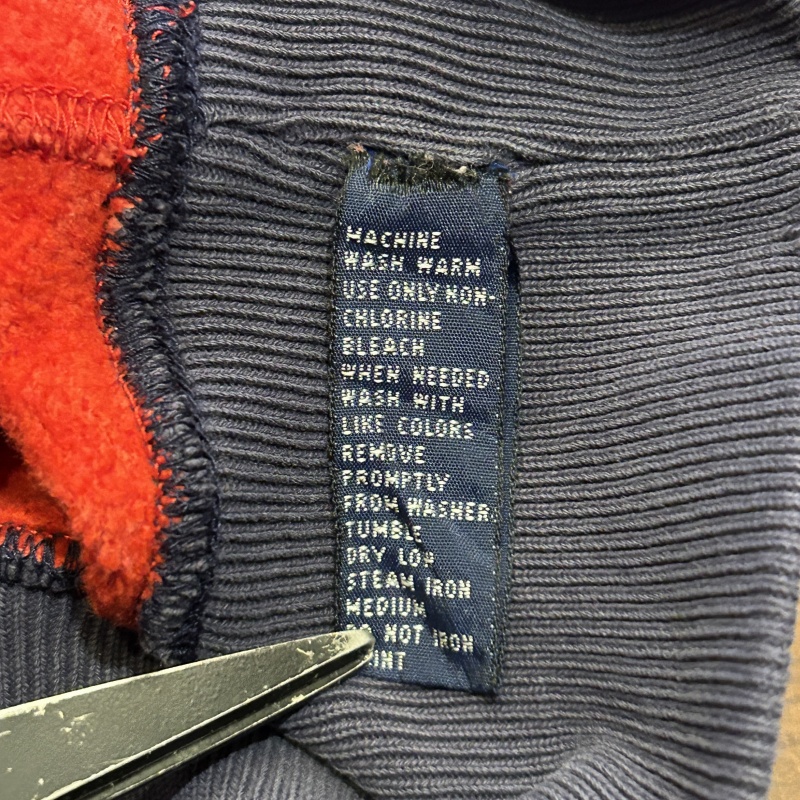 MACHINE
WASH WARM
USE ONLY NON-
CHLORINE
BLEACH
WHEN NEEDED
WASH WITH
LIKE COLORS
REMOVE
PROMPTLY
FROM WASHER.
TUMBLE
DRY LOW
STEAM IRON
MEDIUM
NOT IRON